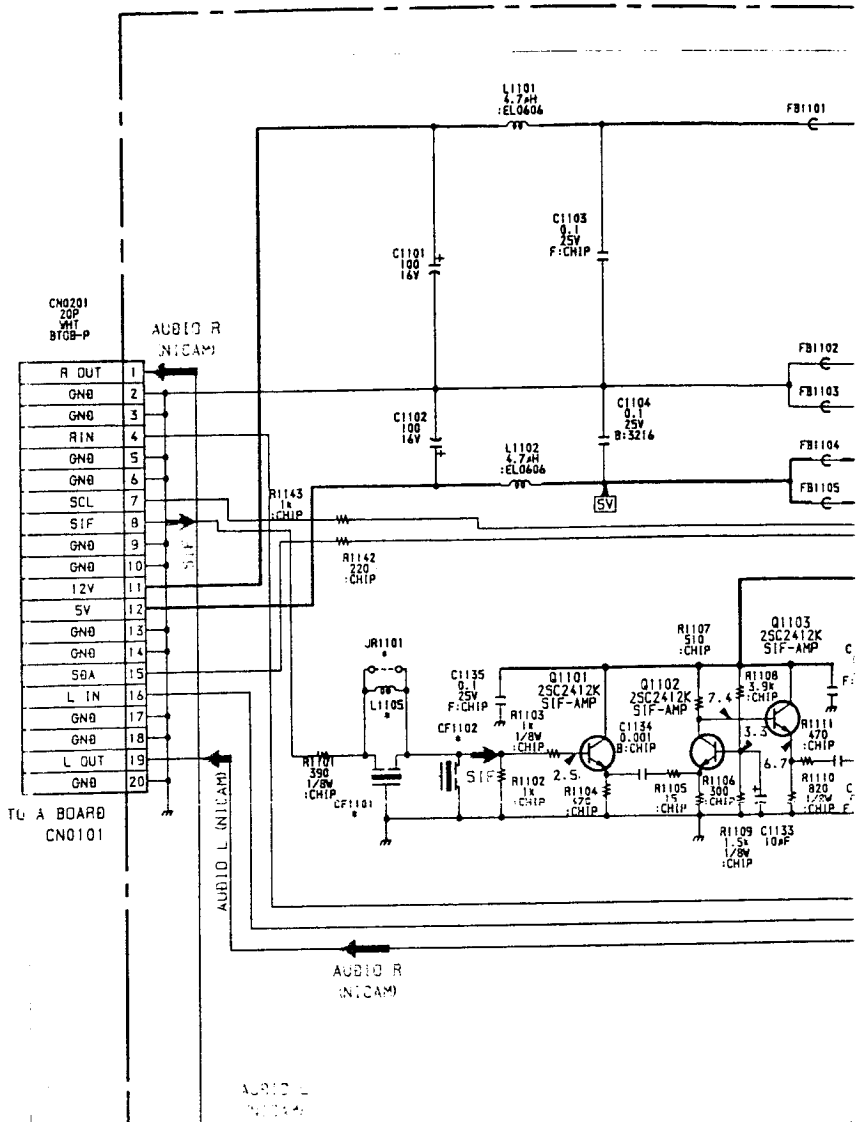 L1101
4.7μH
:EL0606
FB1101
C1101
100
16V
C1103
0.1
25V
F:CHIP
CN0201
20P
WHT
BTOB-P
AUDIO R
(NICAM)
R OUT 1
GND 2
GND 3
RIN 4
GND 5
GND 6
SCL 7
SIF 8
GND 9
GND 10
12V 11
5V 12
GND 13
GND 14
SDA 15
L IN 16
GND 17
GND 18
L OUT 19
GND 20
TO A BOARD
CN0101
FB1102
FB1103
C1102
100
16V
C1104
0.1
25V
B:3216
L1102
4.7μH
:EL0606
FB1104
FB1105
5V
R1143
1k
:CHIP
SIF
R1142
220
:CHIP
JR1101
L1105
*
C1135
0.1
25V
F:CHIP
CF1102
*
R1101
390
1/8W
:CHIP
CF1101
*
SIF
R1103
1k
1/8W
:CHIP
R1102
1k
:CHIP
Q1101
2SC2412K
SIF-AMP
2.5
C1134
0.001
B:CHIP
R1104
470
:CHIP
R1105
15
:CHIP
Q1102
2SC2412K
SIF-AMP
R1107
510
:CHIP
R1106
300
:CHIP
7.4
R1108
3.9k
:CHIP
3.3
R1109
1.5k
1/8W
:CHIP
C1133
10μF
Q1103
2SC2412K
SIF-AMP
6.7
R1111
470
:CHIP
R1110
820
1/8W
:CHIP
AUDIO L (NICAM)
AUDIO R
(NICAM)
AUDIO L
(NICAM)